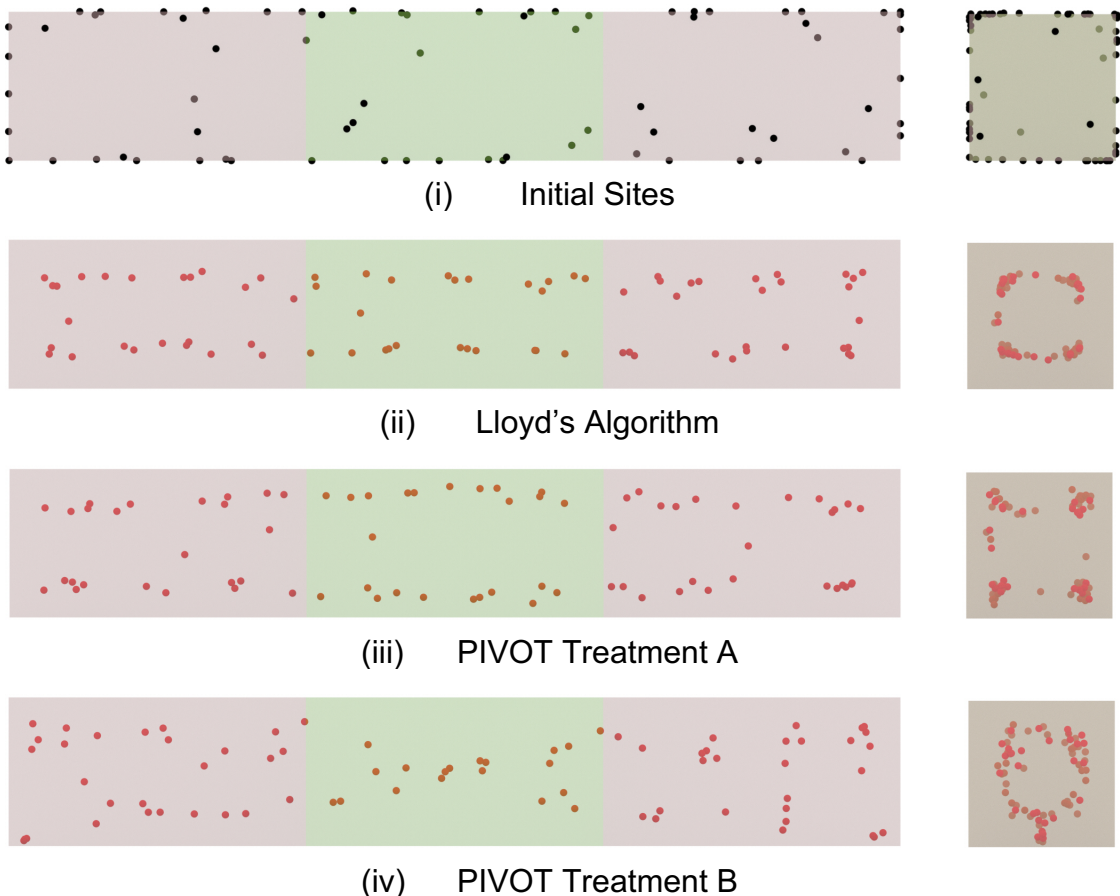 (i) Initial Sites
(ii) Lloyd's Algorithm
(iii) PIVOT Treatment A
(iv) PIVOT Treatment B